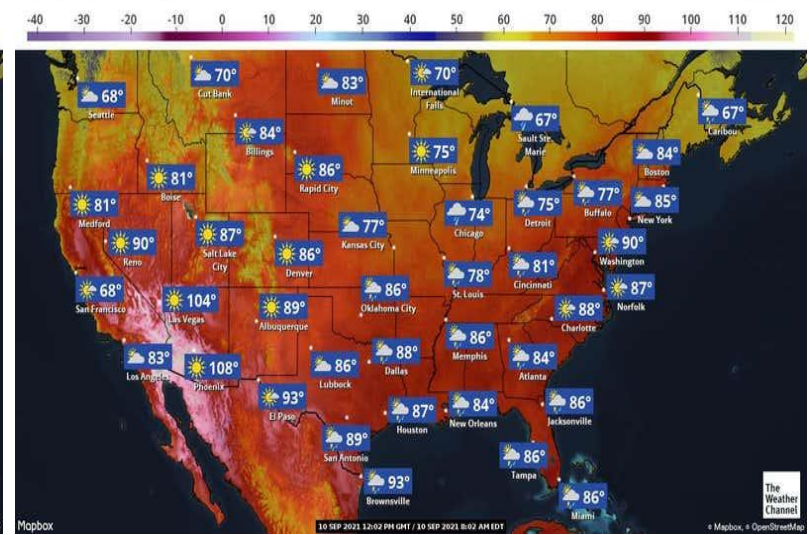 -40 -30 -20 -10 0 10 20 30 40 50 60 70 80 90 100 110 120
68°
Seattle
70°
Cut Bank
83°
Minot
70°
International
Falls
67°
Sault Ste
Marie
67°
Caribou
84°
Billings
86°
Rapid City
75°
Minneapolis
84°
Boston
81°
Boise
81°
Medford
77°
Kansas City
74°
Chicago
75°
Detroit
77°
Buffalo
85°
New York
90°
Reno
87°
Salt Lake
City
86°
Denver
90°
Washington
68°
San Francisco
104°
Las Vegas
89°
Albuquerque
86°
Oklahoma City
78°
St. Louis
81°
Cincinnati
87°
Norfolk
88°
Charlotte
83°
Los Angeles
108°
Phoenix
86°
Lubbock
88°
Dallas
86°
Memphis
84°
Atlanta
93°
El Paso
89°
San Antonio
87°
Houston
84°
New Orleans
86°
Jacksonville
93°
Brownsville
86°
Tampa
86°
Miami
The
Weather
Channel
Mapbox
10 SEP 2021 12:02 PM GMT / 10 SEP 2021 8:02 AM EDT
© Mapbox, © OpenStreetMap